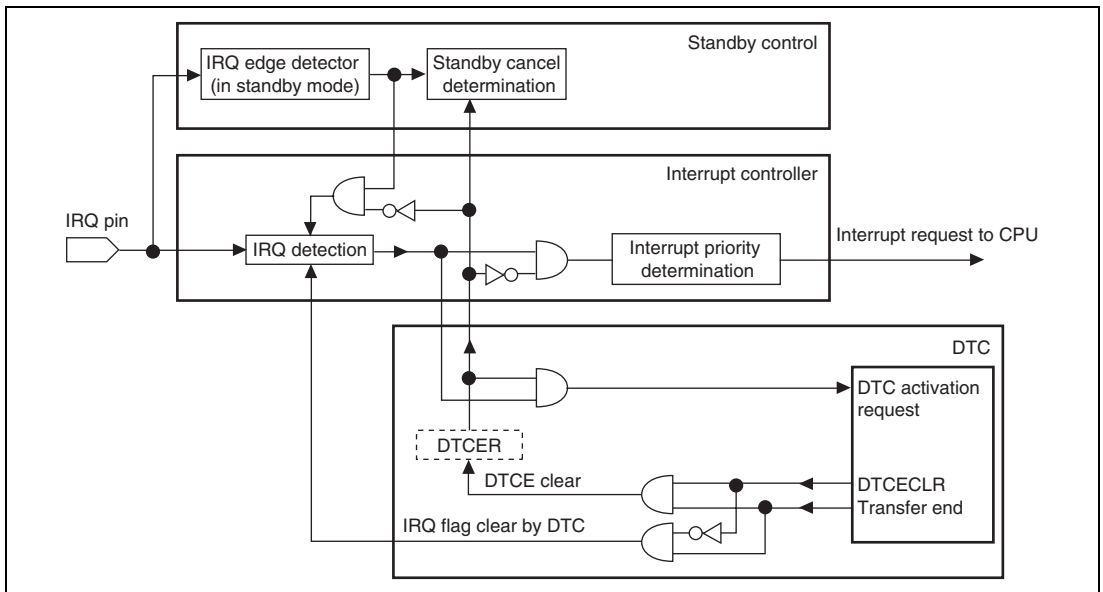 Standby control
IRQ edge detector
(in standby mode)
Standby cancel
determination
Interrupt controller
IRQ pin
IRQ detection
Interrupt priority
determination
Interrupt request to CPU
DTC
DTC activation
request
DTCER
DTCE clear
DTCECLR
Transfer end
IRQ flag clear by DTC